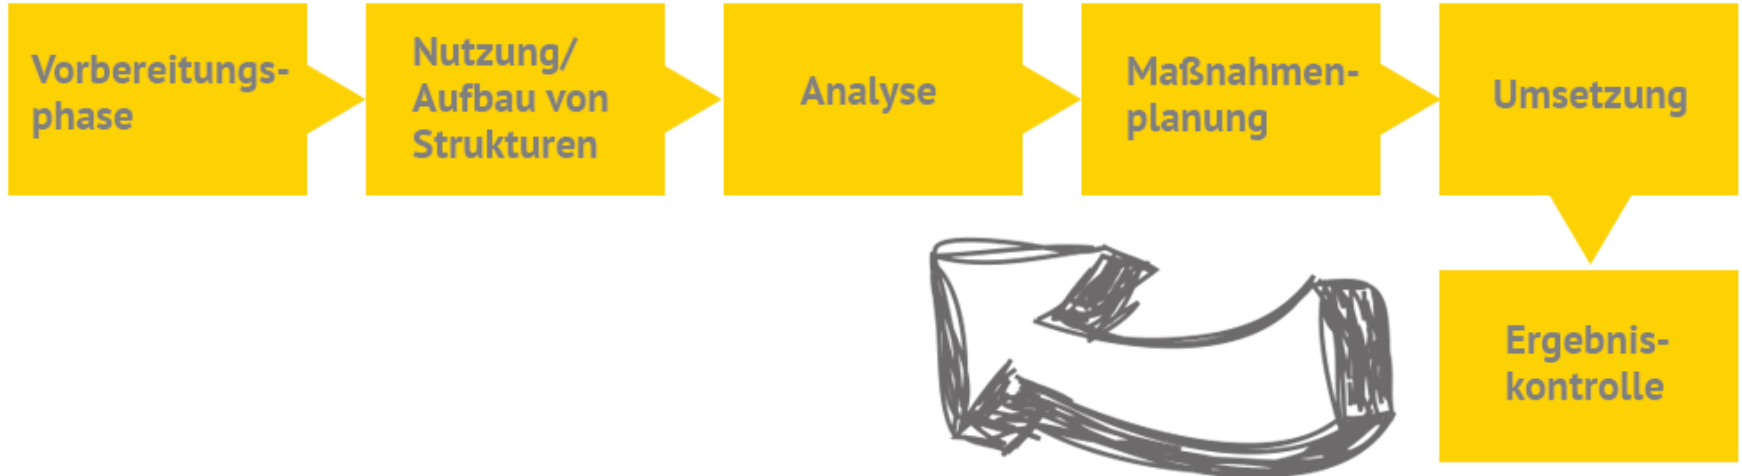 Vorbereitungs-
phase
Nutzung/
Aufbau von
Strukturen
Analyse
Maßnahmen-
planung
Umsetzung
Ergebnis-
kontrolle